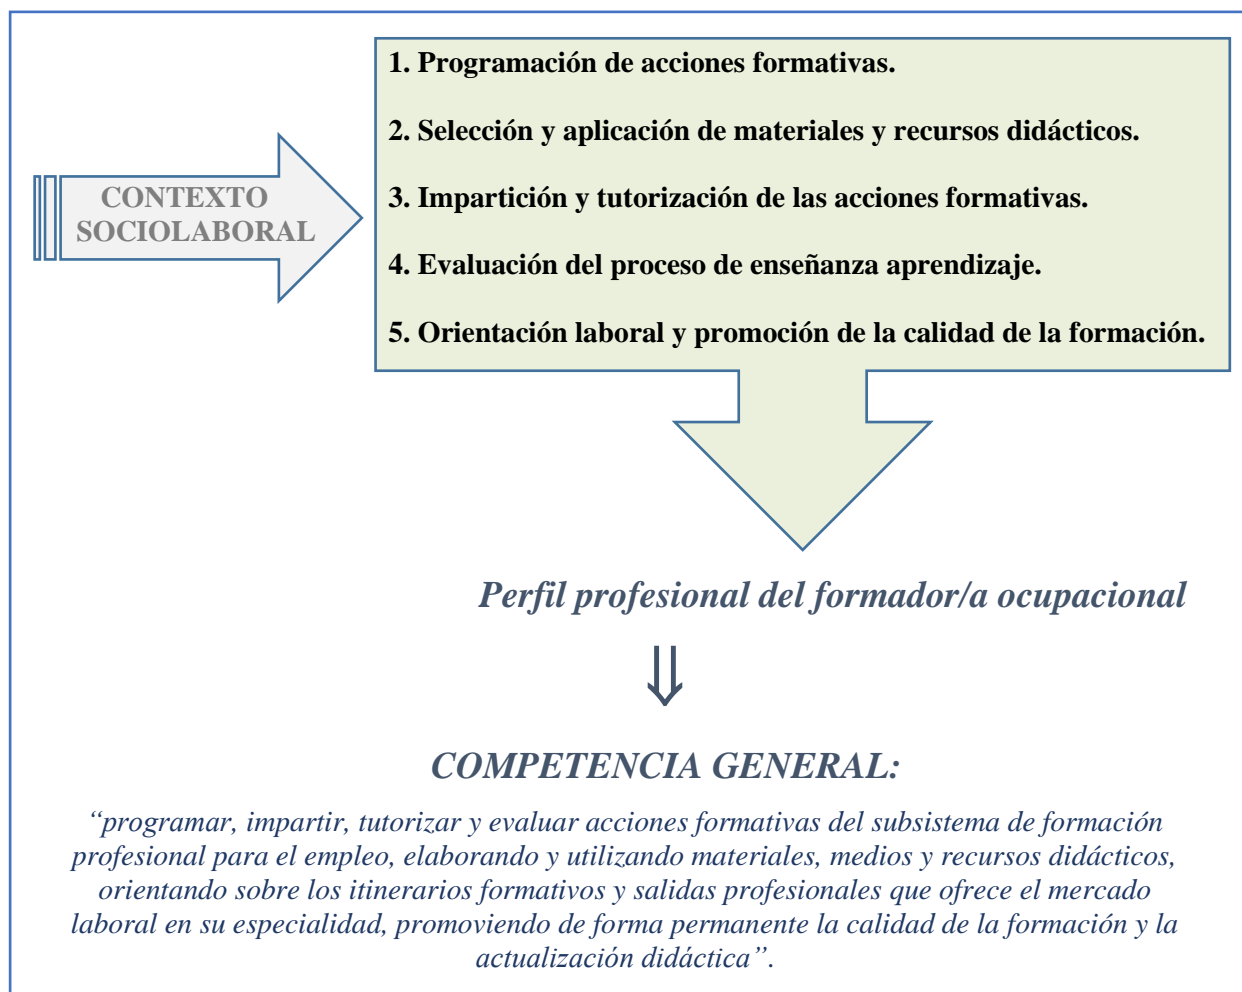 CONTEXTO
SOCIOLABORAL
1. Programación de acciones formativas.
2. Selección y aplicación de materiales y recursos didácticos.
3. Impartición y tutorización de las acciones formativas.
4. Evaluación del proceso de enseñanza aprendizaje.
5. Orientación laboral y promoción de la calidad de la formación.
Perfil profesional del formador/a ocupacional
⇓
COMPETENCIA GENERAL:
“programar, impartir, tutorizar y evaluar acciones formativas del subsistema de formación
profesional para el empleo, elaborando y utilizando materiales, medios y recursos didácticos,
orientando sobre los itinerarios formativos y salidas profesionales que ofrece el mercado
laboral en su especialidad, promoviendo de forma permanente la calidad de la formación y la
actualización didáctica”.